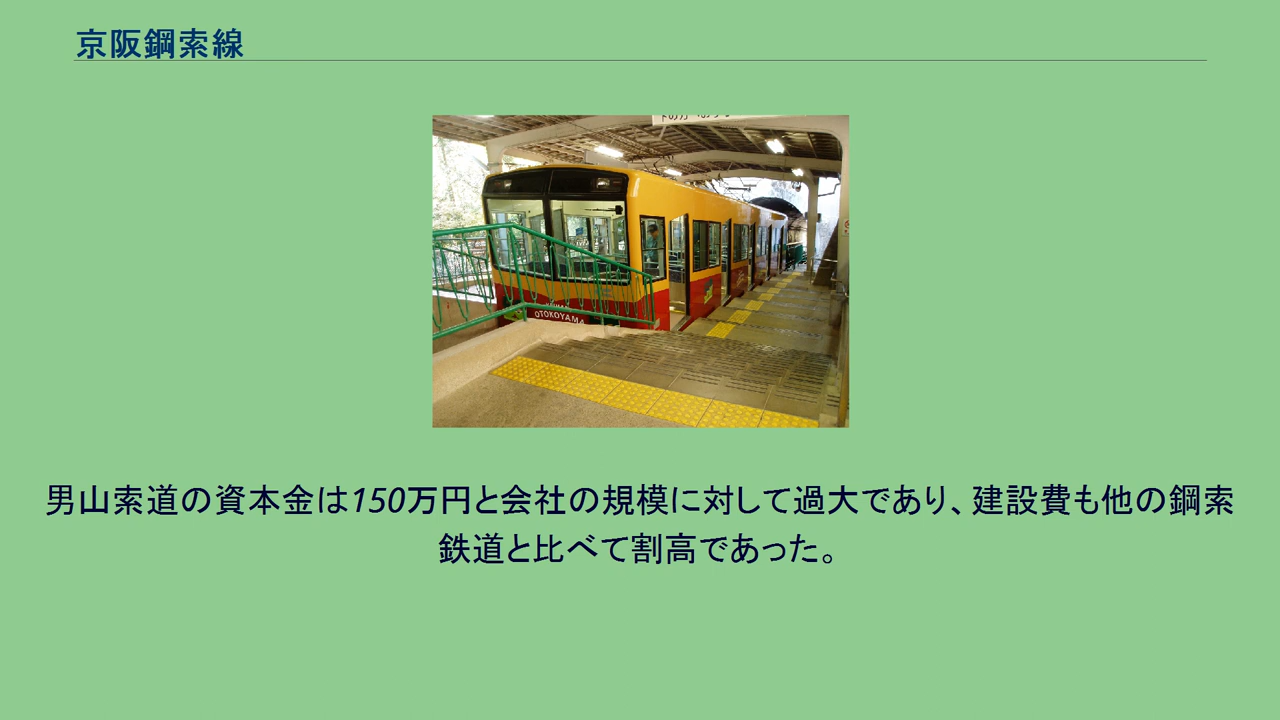 京阪鋼索線
OTOKOYAMA
男山索道の資本金は150万円と会社の規模に対して過大であり、建設費も他の鋼索
鉄道と比べて割高であった。